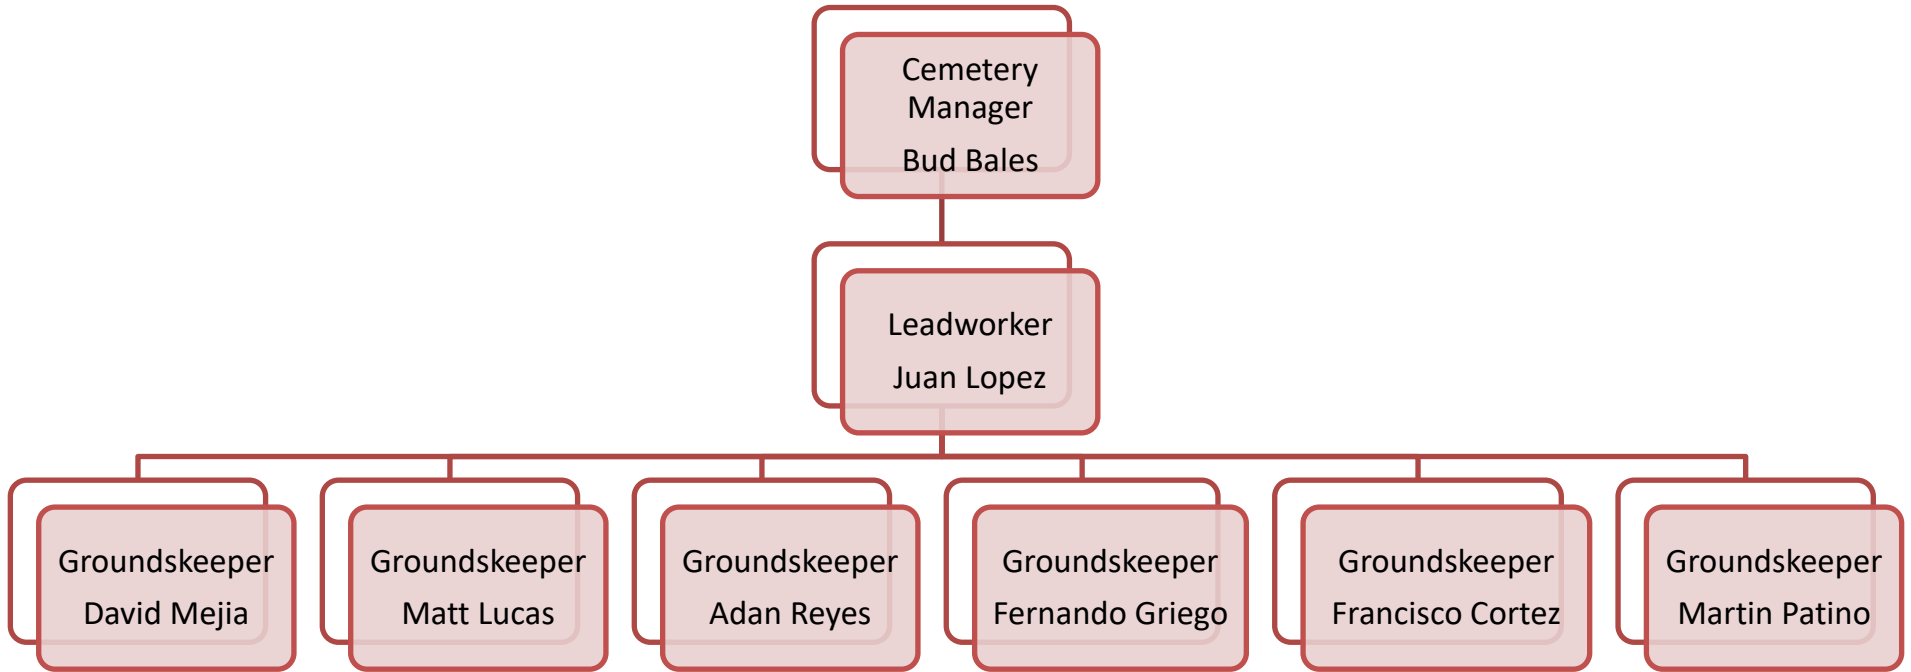 Cemetery
Manager
Bud Bales
Leadworker
Juan Lopez
Groundskeeper
David Mejia
Groundskeeper
Matt Lucas
Groundskeeper
Adan Reyes
Groundskeeper
Fernando Griego
Groundskeeper
Francisco Cortez
Groundskeeper
Martin Patino